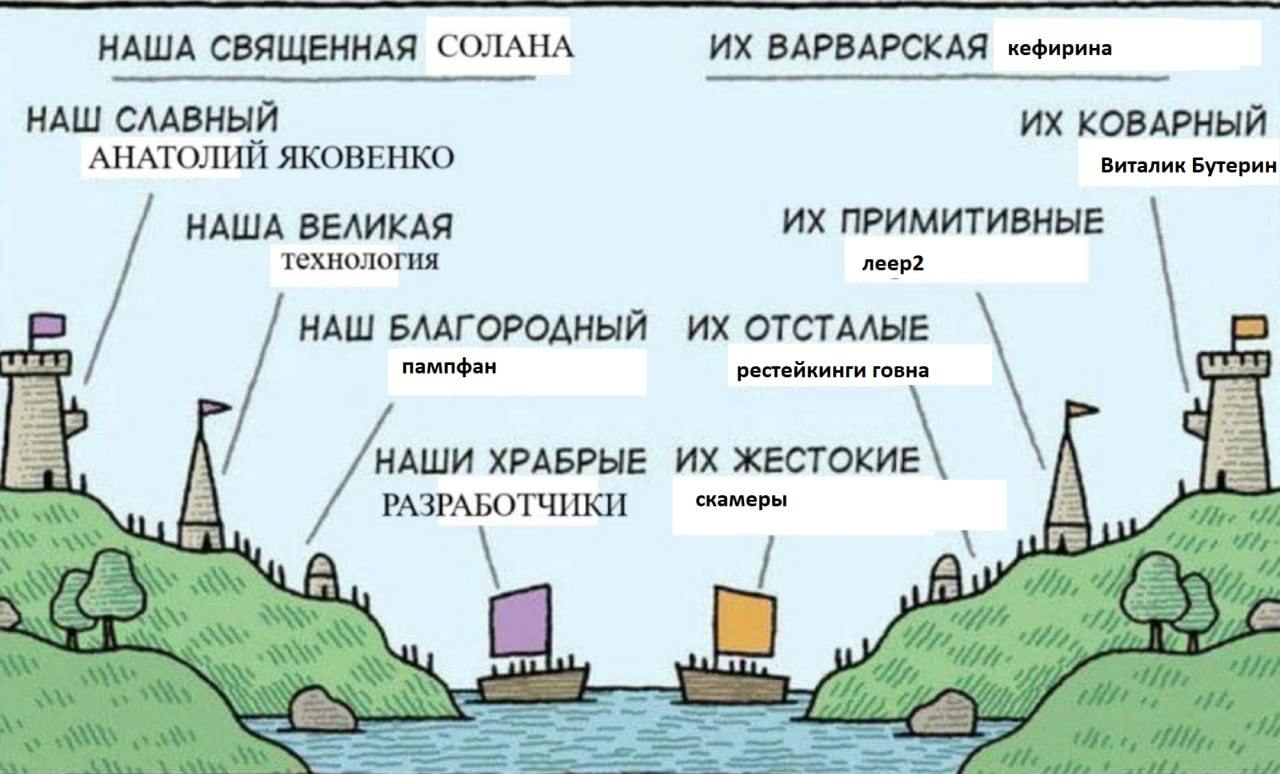 НАША СВЯЩЕННАЯ СОЛАНА
НАШ СЛАВНЫЙ
АНАТОЛИЙ ЯКОВЕНКО
НАША ВЕЛИКАЯ
технология
НАШ БЛАГОРОДНЫЙ
пампфан
НАШИ ХРАБРЫЕ
РАЗРАБОТЧИКИ
ИХ ВАРВАРСКАЯ кефирина
ИХ КОВАРНЫЙ
Виталик Бутерин
ИХ ПРИМИТИВНЫЕ
леер2
ИХ ОТСТАЛЫЕ
рестейкинги говна
ИХ ЖЕСТОКИЕ
скамеры